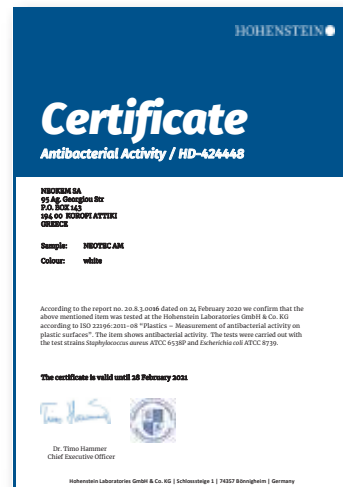 HOHENSTEIN
Certificate
Antibacterial Activity / HD-424448
NEOKEM SA
95 Ag. Georgiou Str
P.O. BOX 143
194 00 KOROPI ATTIKI
GREECE
Sample: NEOTEC AM
Colour: white
According to the report no. 20.8.3.0016 dated on 24 February 2020 we confirm that the
above mentioned item was tested at the Hohenstein Laboratories GmbH & Co. KG
according to ISO 22196:2011-08 "Plastics – Measurement of antibacterial activity on
plastic surfaces". The item shows antibacterial activity. The tests were carried out with
the test strains Staphylococcus aureus ATCC 6538P and Escherichia coli ATCC 8739.
The certificate is valid until 28 February 2021
Dr. Timo Hammer
Chief Executive Officer
Hohenstein Laboratories GmbH & Co. KG | Schlosssteige 1 | 74357 Bönnigheim | Germany